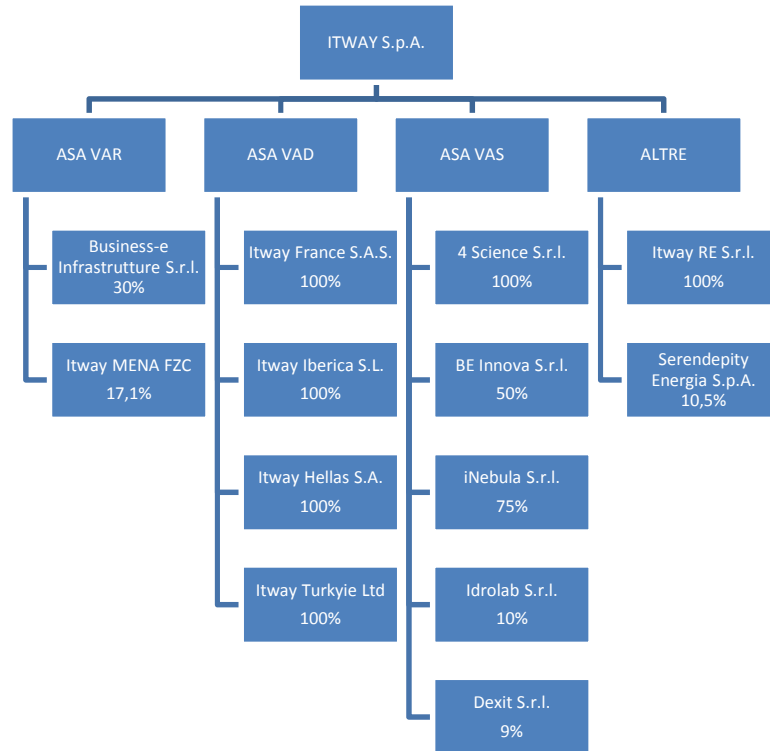 ITWAY S.p.A.
ASA VAR
ASA VAD
ASA VAS
ALTRE
Business-e
Infrastrutture S.r.l.
30%
Itway MENA FZC
17,1%
Itway France S.A.S.
100%
Itway Iberica S.L.
100%
Itway Hellas S.A.
100%
Itway Turkyie Ltd
100%
4 Science S.r.l.
100%
BE Innova S.r.l.
50%
iNebula S.r.l.
75%
Idrolab S.r.l.
10%
Dexit S.r.l.
9%
Itway RE S.r.l.
100%
Serendepity
Energia S.p.A.
10,5%